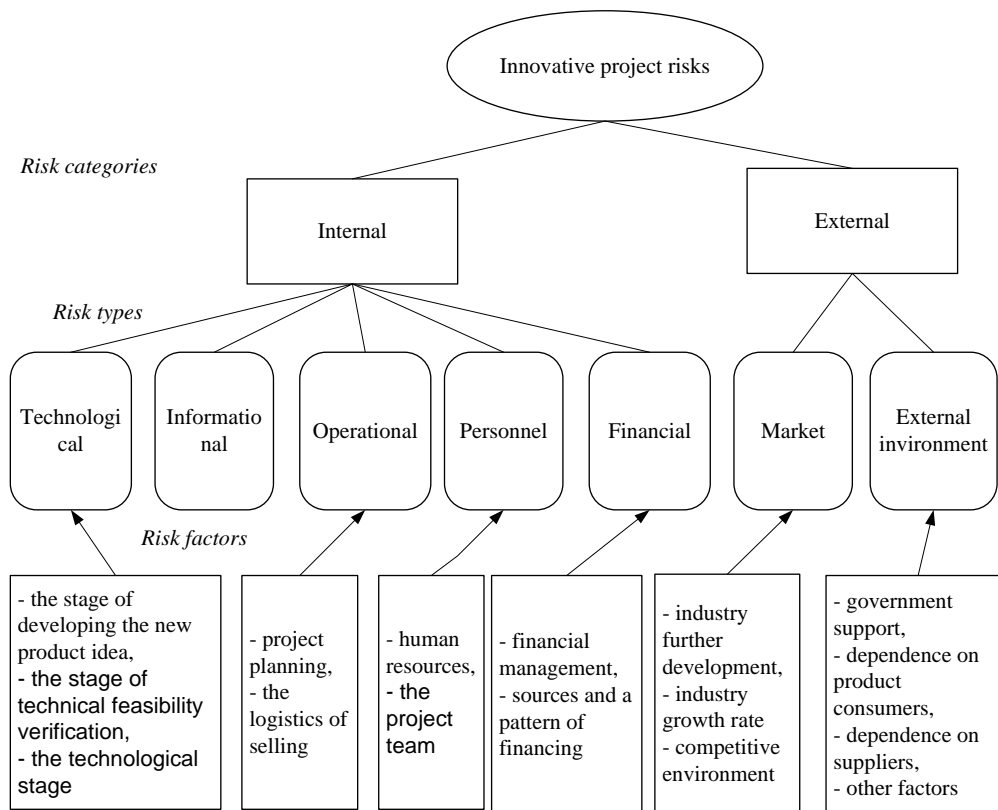 Innovative project risks
Risk categories
Internal
External
Risk types
Technologi
cal
Informatio
nal
Operational
Personnel
Financial
Market
External
invironment
Risk factors
- the stage of
developing the new
product idea,
- the stage of
technical feasibility
verification,
- the technological
stage
- project
planning,
- the
logistics of
selling
- human
resources,
- the
project
team
- financial
management,
- sources and a
pattern of
financing
- industry
further
development,
- industry
growth rate
- competitive
environment
- government
support,
- dependence on
product
consumers,
- dependence on
suppliers,
- other factors